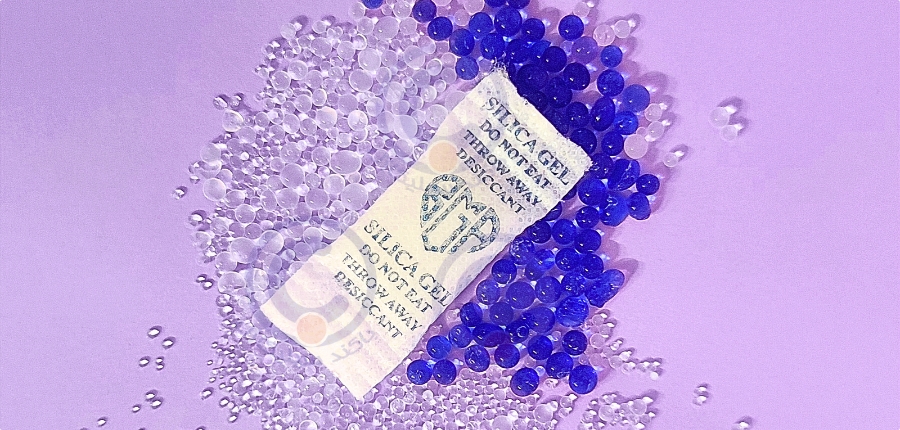 SILICA GEL
DO NOT EAT
THROW AWAY
DESICCANT
SILICA GEL
DO NOT EAT
THROW AWAY
DESICCANT